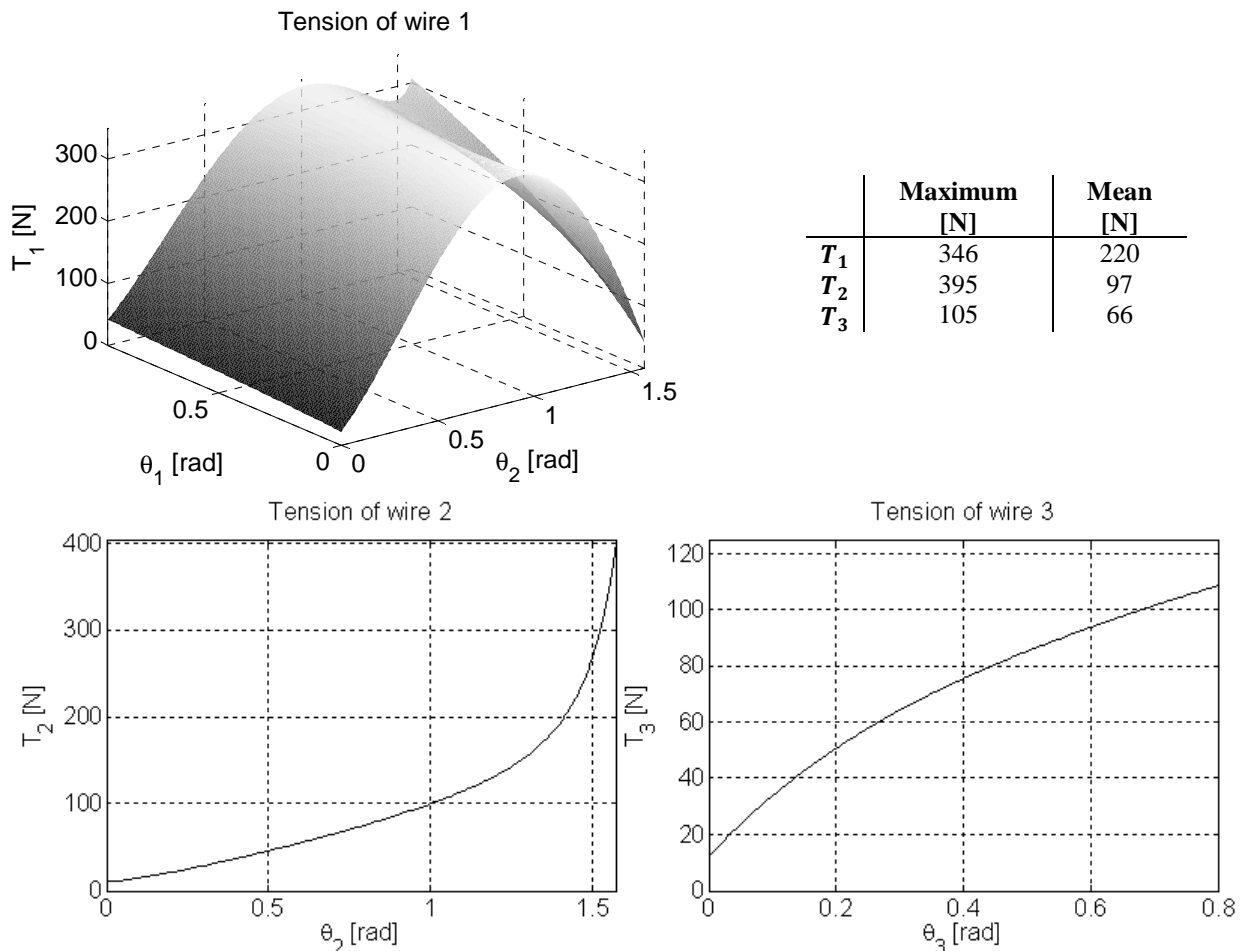 Tension of wire 1
300
200
100
0
T1 [N]
0.5
0
θ1 [rad]
0
0.5
1
1.5
θ2 [rad]
Maximum [N] Mean [N]
T1 346 220
T2 395 97
T3 105 66
Tension of wire 2
400
300
200
100
0
T2 [N]
0 0.5 1 1.5
θ2 [rad]
Tension of wire 3
120
100
80
60
40
20
0
T3 [N]
0 0.2 0.4 0.6 0.8
θ3 [rad]